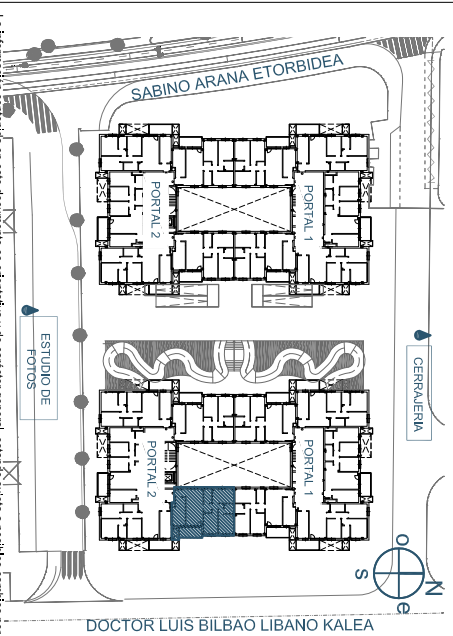 SABINO ARANA ETORBIDEA
PORTAL 2
PORTAL 1
ESTUDIO DE
FOTOS
CERRAJERIA
PORTAL 2
PORTAL 1
O
N
S
e
DOCTOR LUIS BILBAO LIBANO KALEA